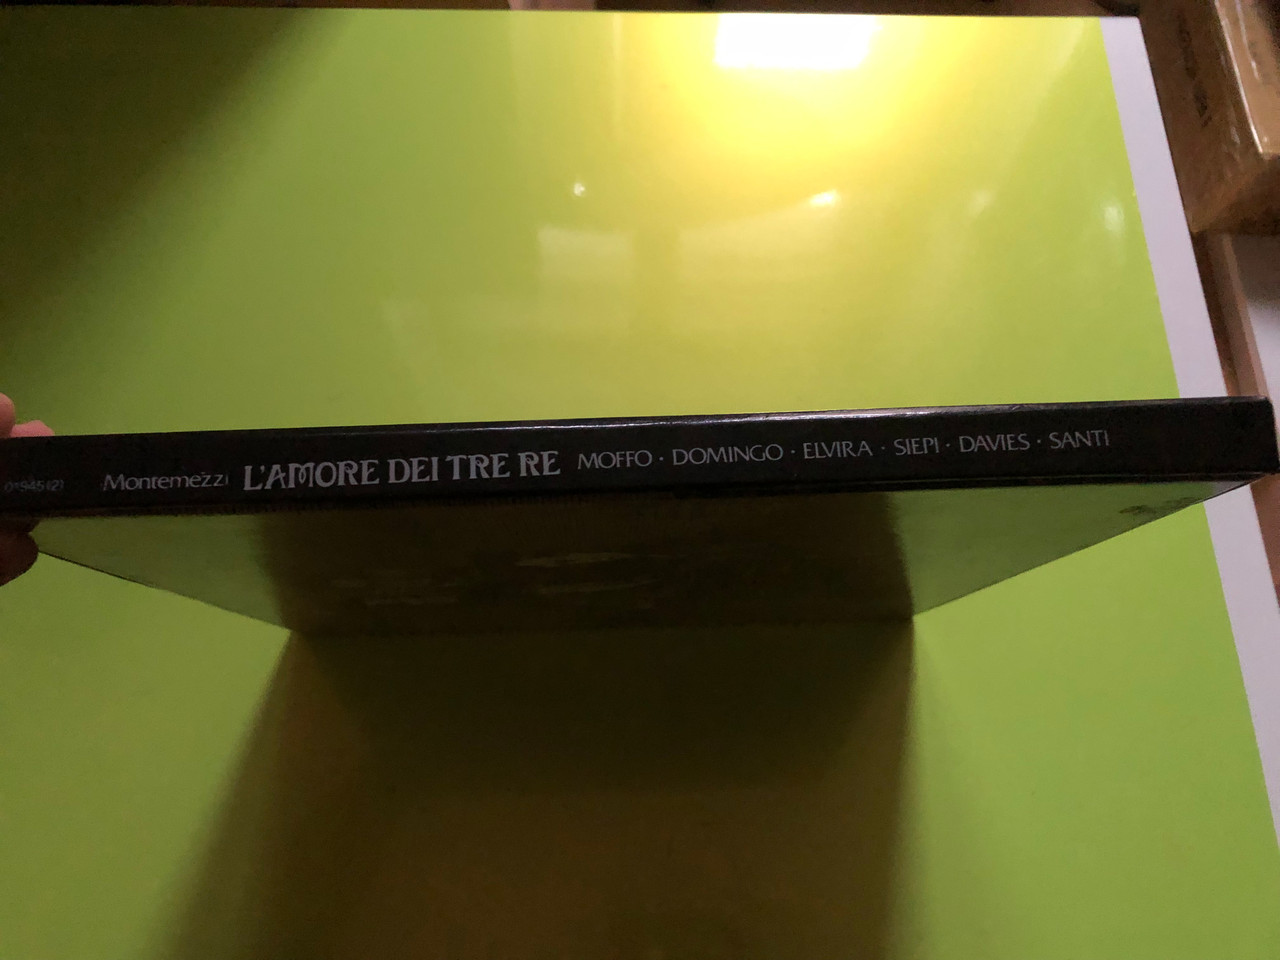 Montemezzi L'AMORE DEI TRE RE MOFFO · DOMINGO · ELVIRA · SIEPI · DAVIES · SANTI